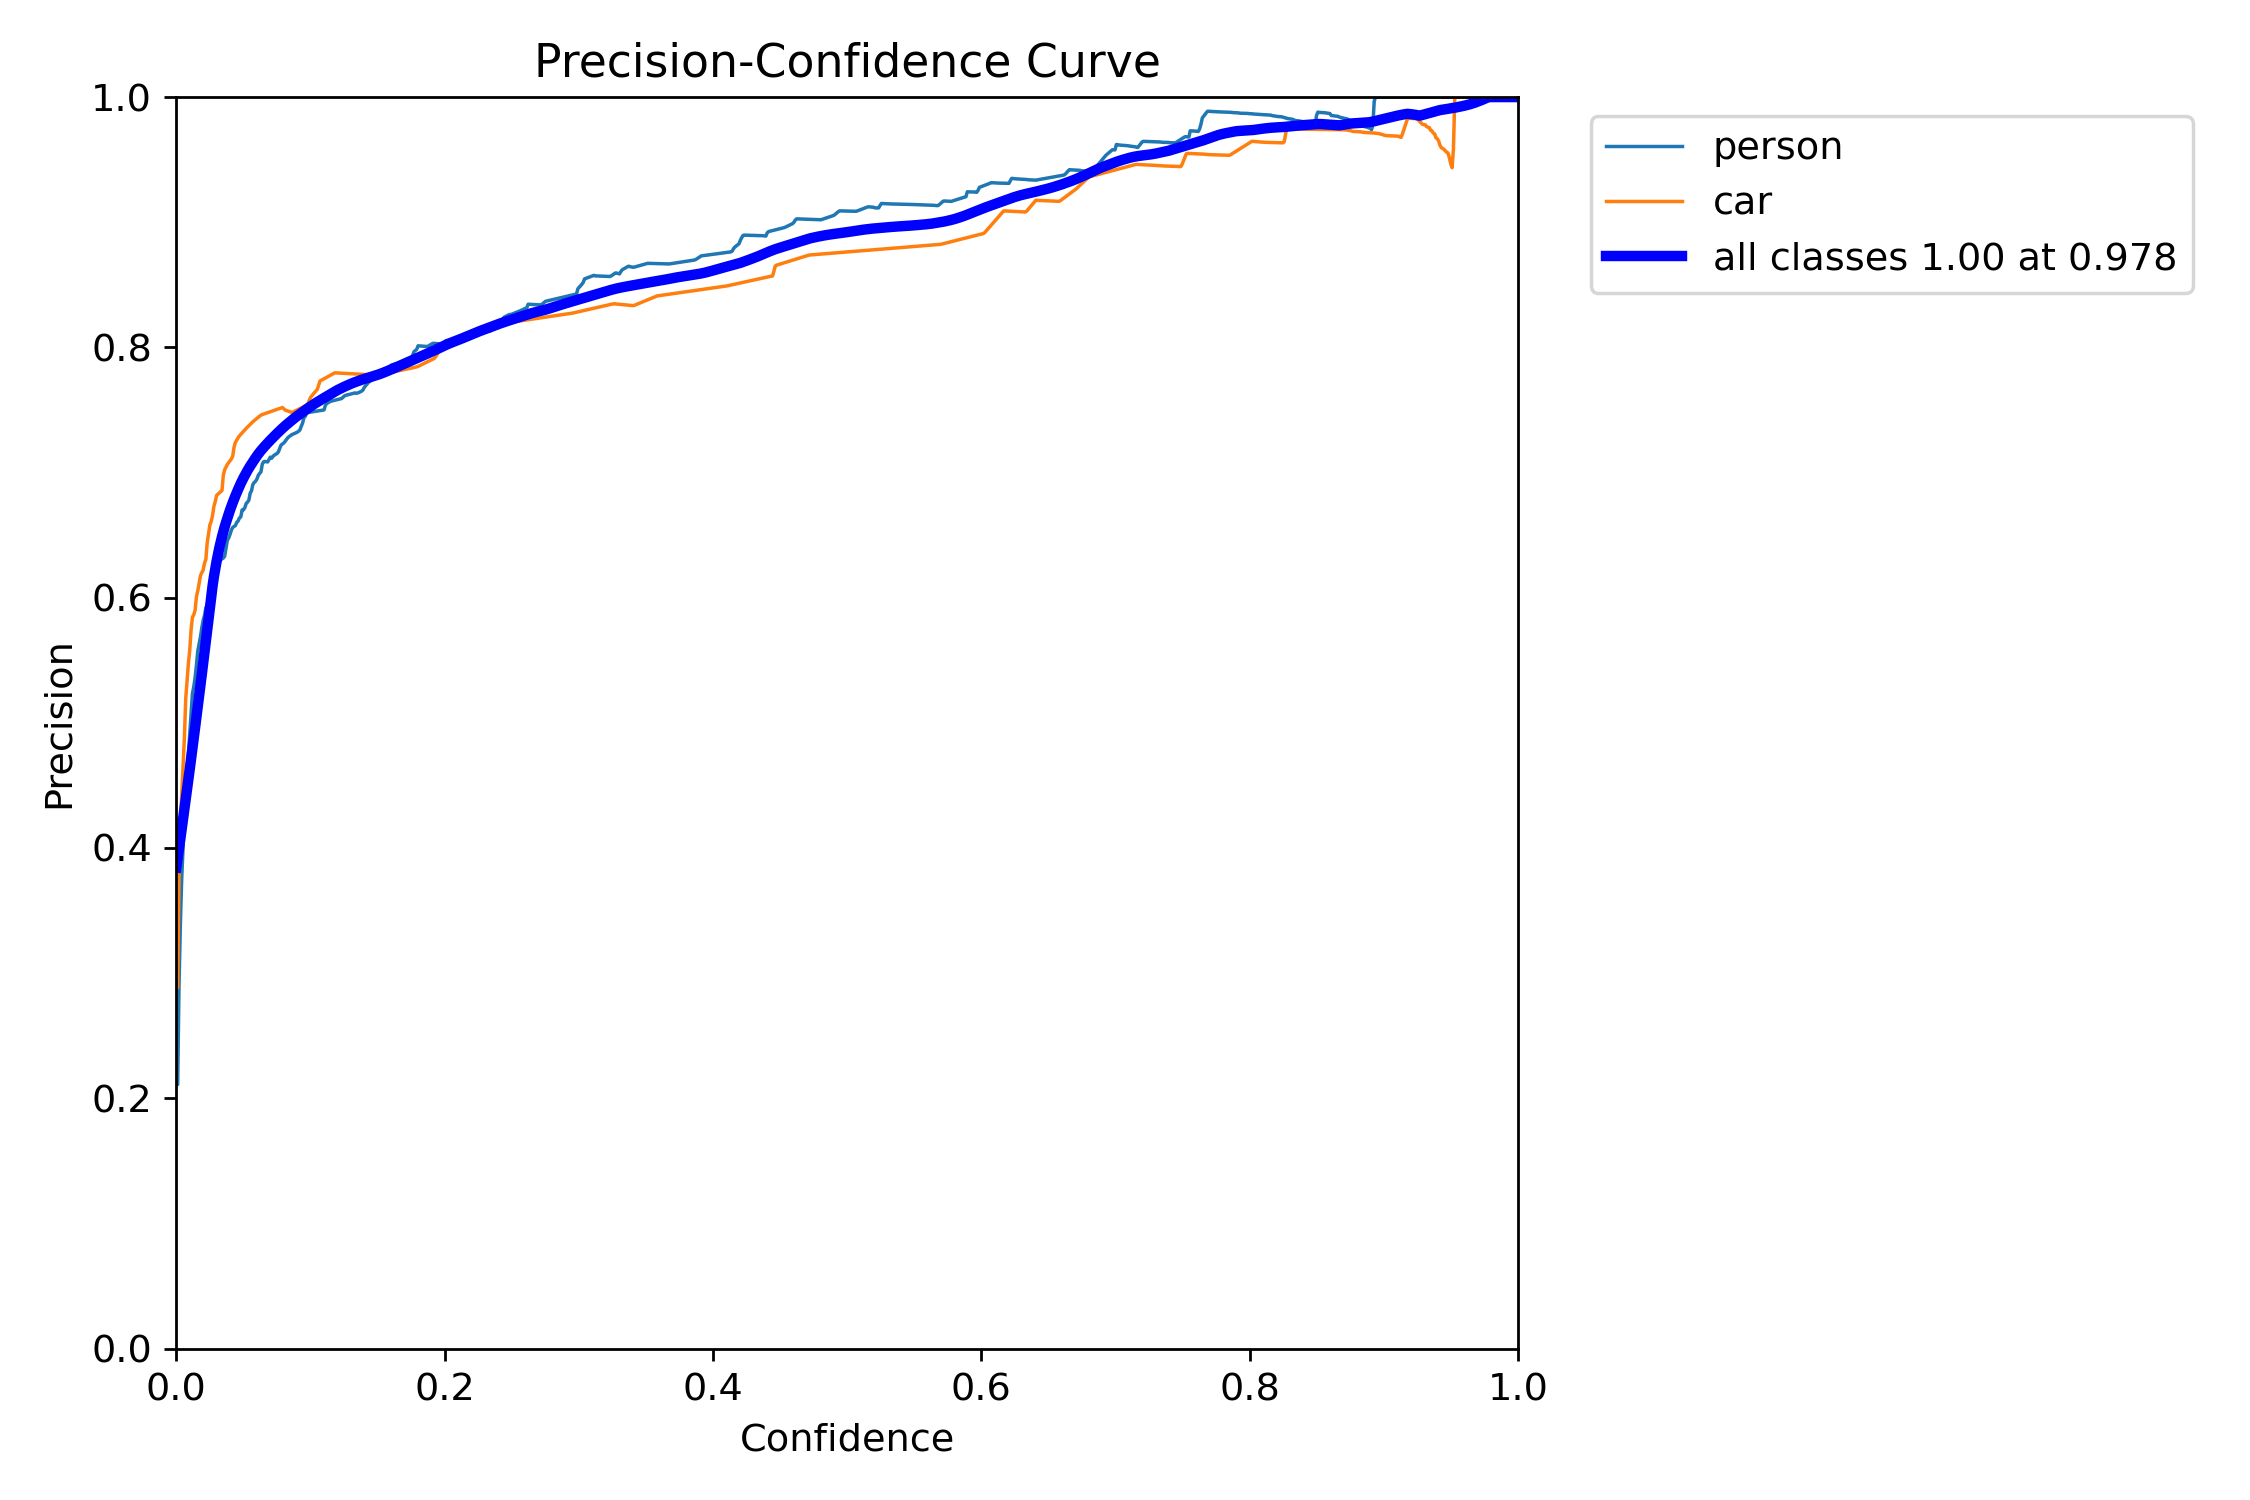 Precision-Confidence Curve
1.0
0.8
0.6
0.4
0.2
0.0
Precision
0.0 0.2 0.4 0.6 0.8 1.0
Confidence
person
car
all classes 1.00 at 0.978